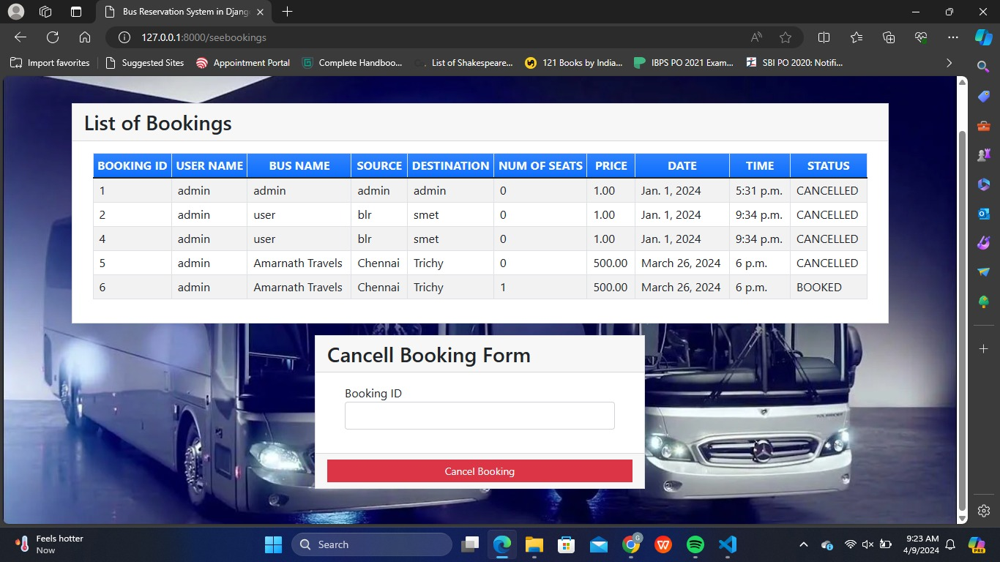 Bus Reservation System in Djang
127.0.0.1:8000/seebookings
Import favorites Suggested Sites Appointment Portal Complete Handboo... List of Shakespeare... 121 Books by India... IBPS PO 2021 Exam... SBI PO 2020: Notifi...
List of Bookings
BOOKING ID USER NAME BUS NAME SOURCE DESTINATION NUM OF SEATS PRICE DATE TIME STATUS
1 admin admin admin admin 0 1.00 Jan. 1, 2024 5:31 p.m. CANCELLED
2 admin user blr smet 0 1.00 Jan. 1, 2024 9:34 p.m. CANCELLED
4 admin user blr smet 0 1.00 Jan. 1, 2024 9:34 p.m. CANCELLED
5 admin Amarnath Travels Chennai Trichy 0 500.00 March 26, 2024 6 p.m. CANCELLED
6 admin Amarnath Travels Chennai Trichy 1 500.00 March 26, 2024 6 p.m. BOOKED
Cancell Booking Form
Booking ID
Cancel Booking
Feels hotter
Now
Search
9:23 AM
4/9/2024
PRE